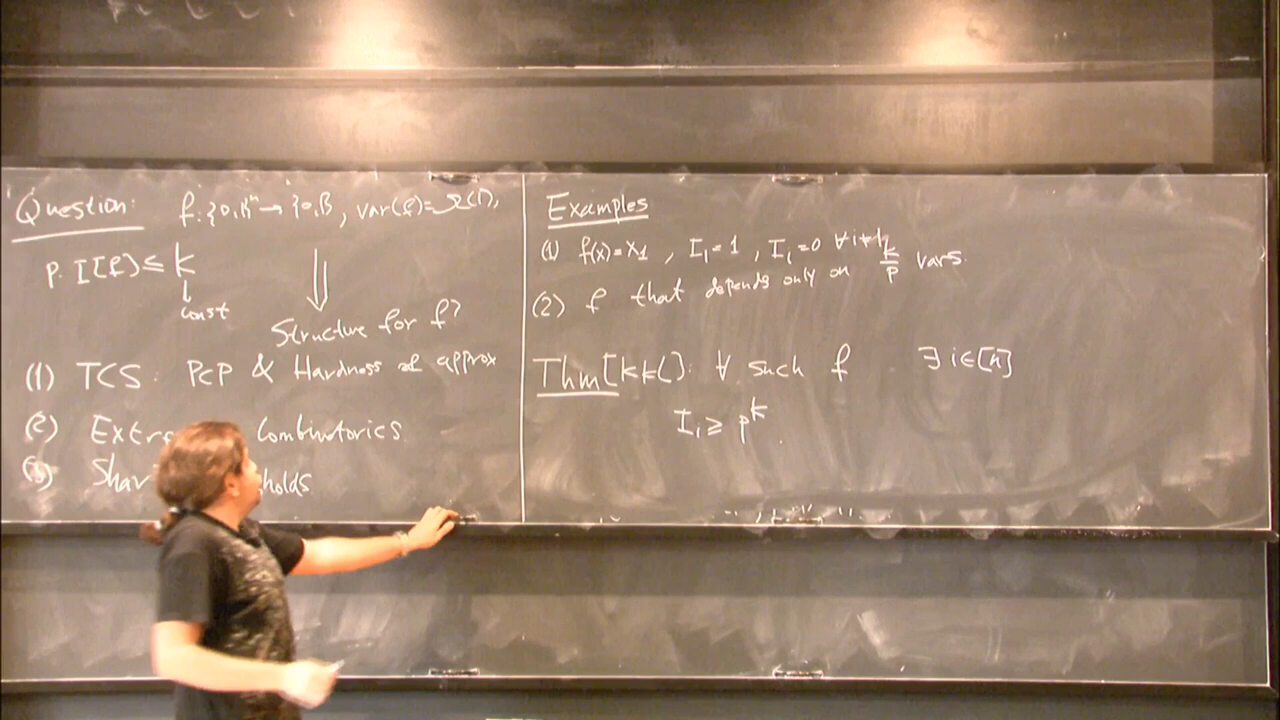 Question: f: {0,1}ⁿ → {0,1}, var(f)=Ω(1),
p. I[f] ≤ k
const
Structure for f?
(1) TCS: PCP & Hardness of approx
(2) Extre Combinatorics
(3) Shar holds
Examples
(1) f(x)=x₁, I₁=1, Iᵢ=0 ∀i≠1
(2) f that depends only on k/p vars.
Thm[KKL]: ∀ such f ∃ i∈[n]
Iᵢ ≥ p^k.